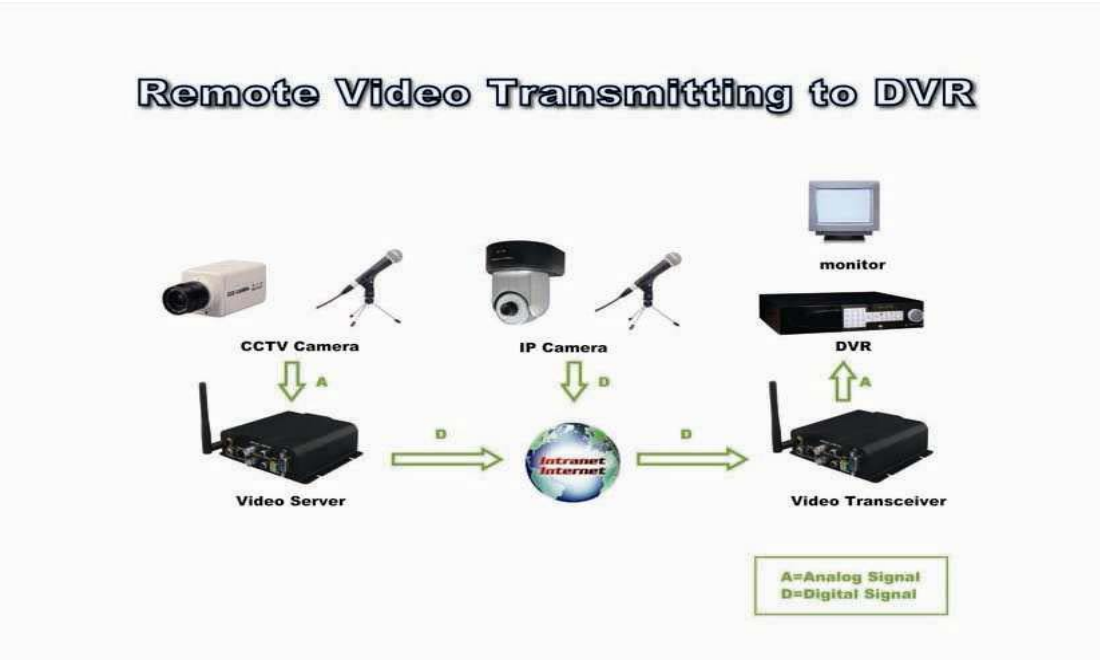 Remote Video Transmitting to DVR
monitor
CCTV Camera
IP Camera
DVR
A
D
A
D
D
Intranet
Internet
Video Server
Video Transceiver
A=Analog Signal
D=Digital Signal